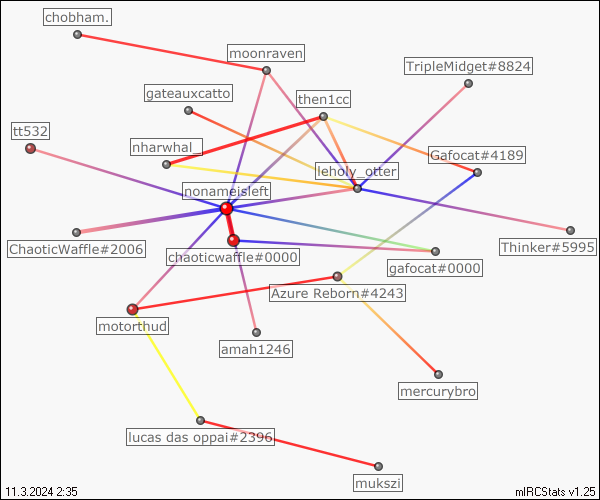 chobham.
moonraven
TripleMidget#8824
gateauxcatto
then1cc
tt532
nharwhal_
Gafocat#4189
leholy_otter
nonameisleft
ChaoticWaffle#2006
chaoticwaffle#0000
Thinker#5995
gafocat#0000
Azure Reborn#4243
motorthud
amah1246
mercurybro
lucas das oppai#2396
mukszi
11.3.2024 2:35
mIRCStats v1.25